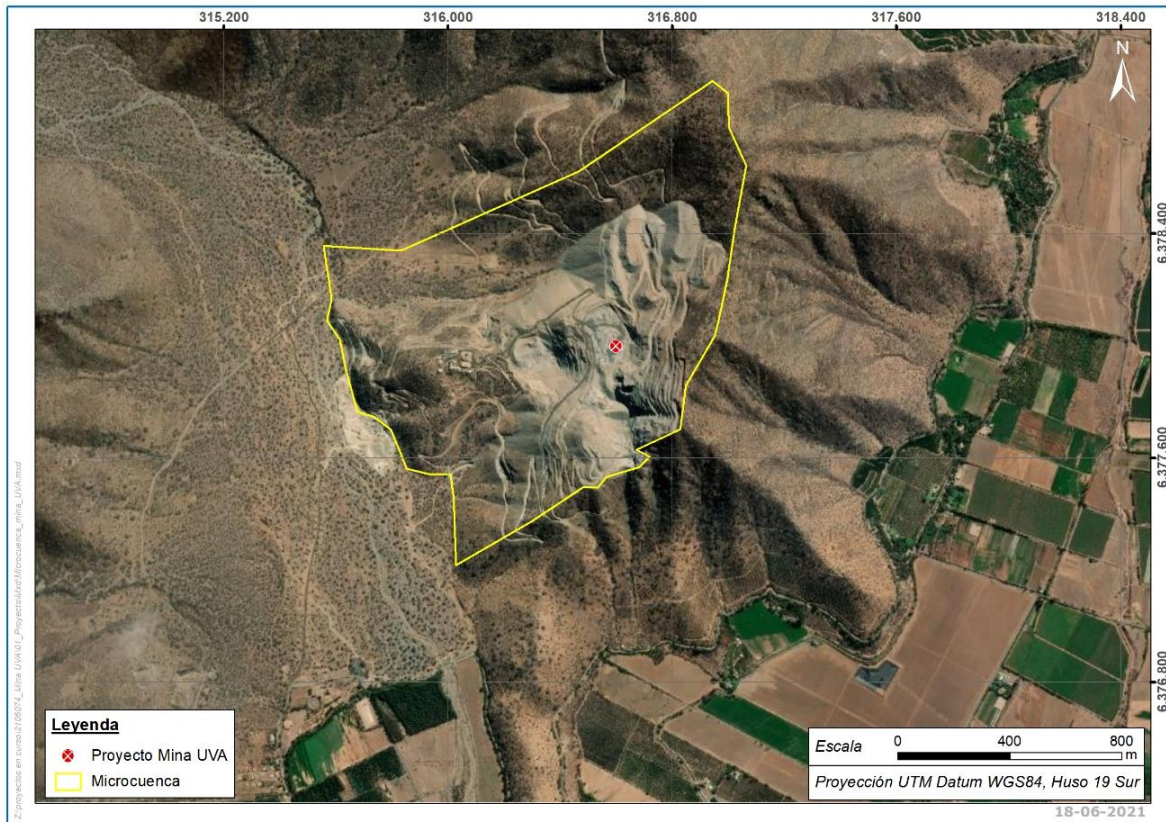 315.200 316.000 316.800 317.600 318.400
N
6.378.400
6.377.600
6.376.800
Leyenda
Proyecto Mina UVA
Microcuenca
Escala 0 400 800
m
Proyección UTM Datum WGS84, Huso 19 Sur
18-06-2021